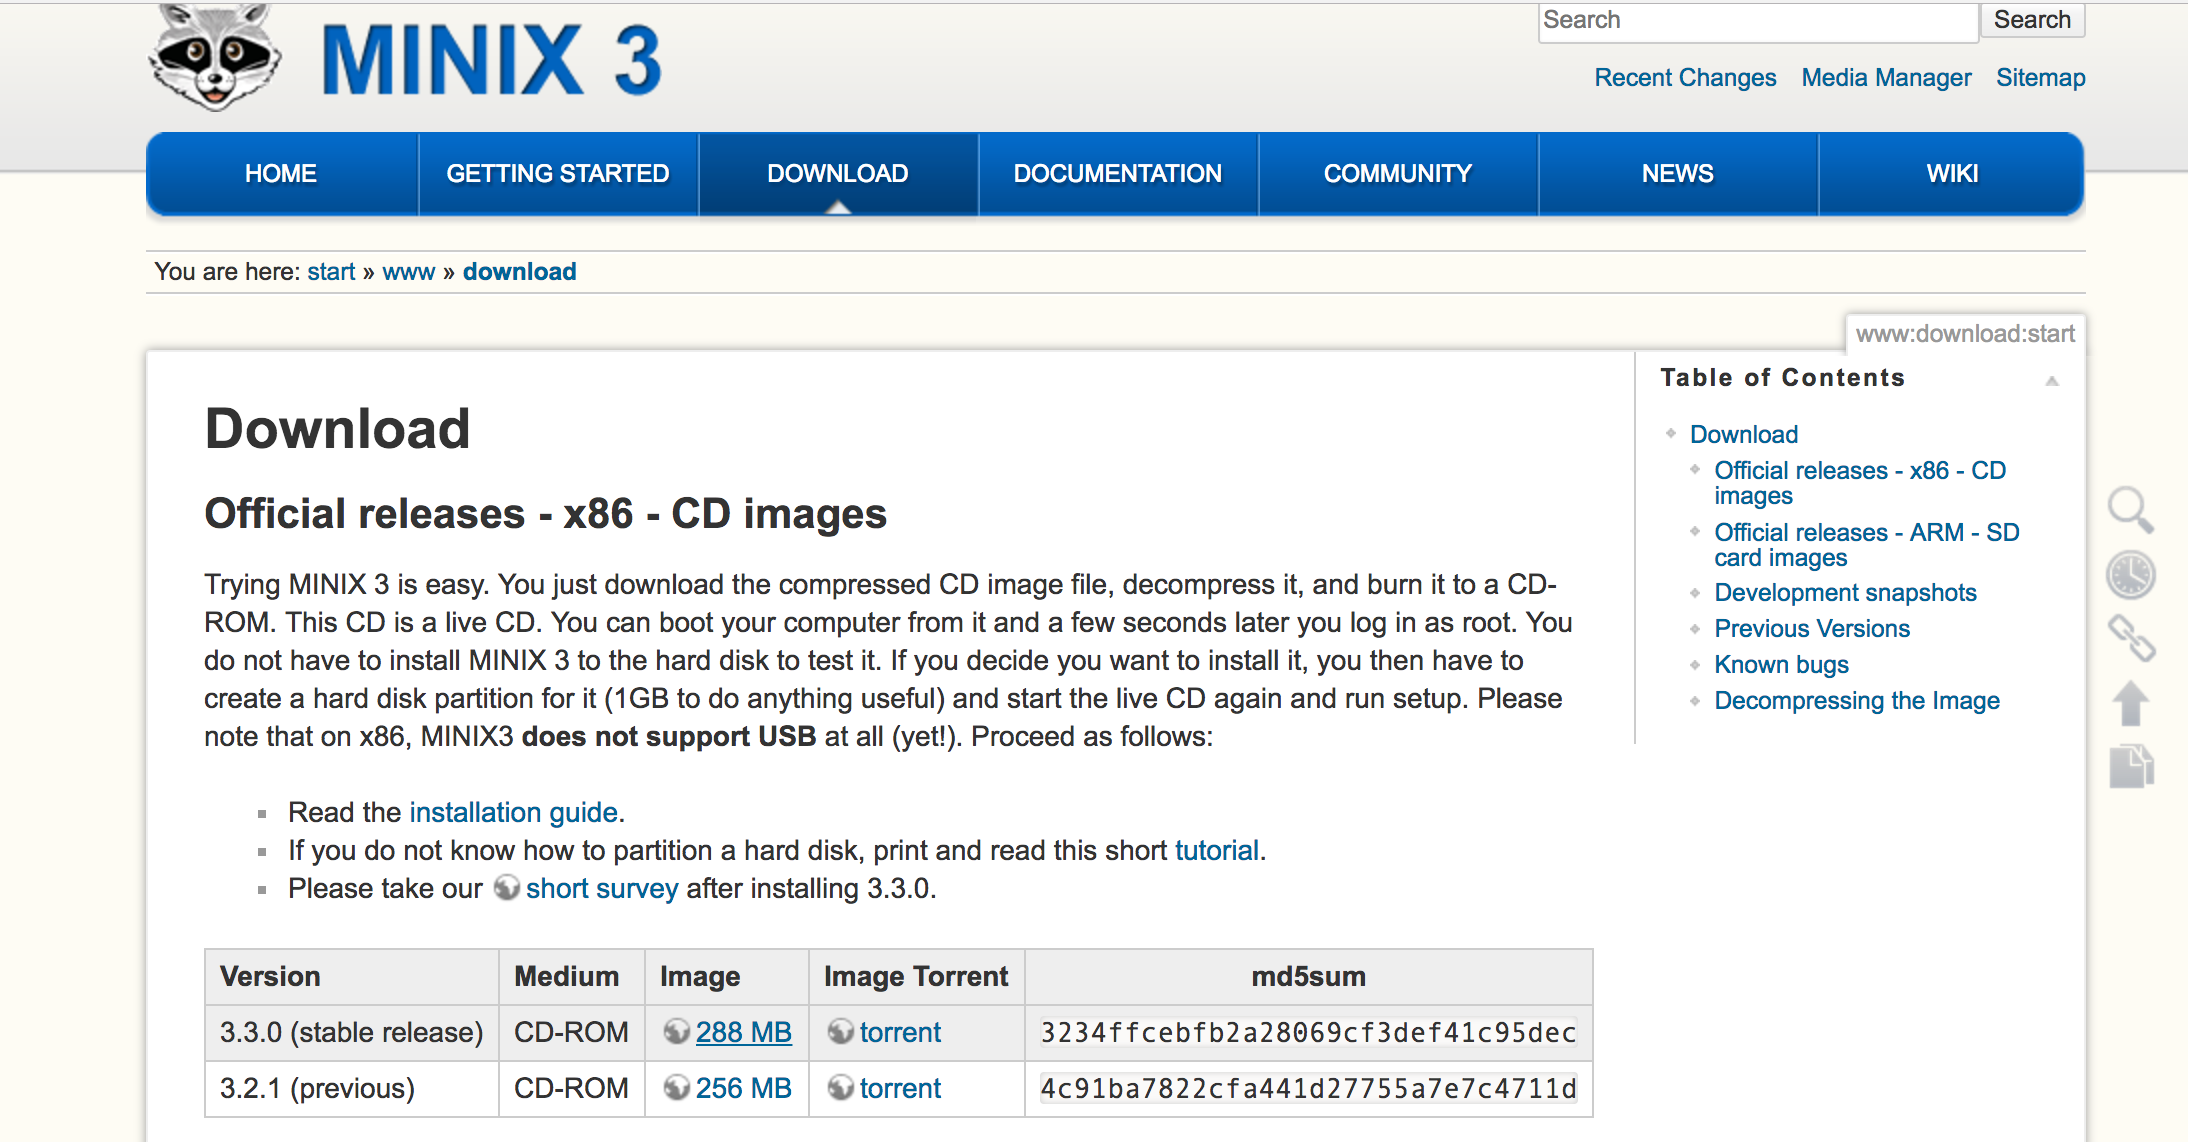 MINIX 3
Search Search
Recent Changes Media Manager Sitemap
HOME GETTING STARTED DOWNLOAD DOCUMENTATION COMMUNITY NEWS WIKI
You are here: start » www » download
www:download:start
Table of Contents
Download
Official releases - x86 - CD
images
Official releases - ARM - SD
card images
Development snapshots
Previous Versions
Known bugs
Decompressing the Image
Download
Official releases - x86 - CD images
Trying MINIX 3 is easy. You just download the compressed CD image file, decompress it, and burn it to a CD-
ROM. This CD is a live CD. You can boot your computer from it and a few seconds later you log in as root. You
do not have to install MINIX 3 to the hard disk to test it. If you decide you want to install it, you then have to
create a hard disk partition for it (1GB to do anything useful) and start the live CD again and run setup. Please
note that on x86, MINIX3 does not support USB at all (yet!). Proceed as follows:
Read the installation guide.
If you do not know how to partition a hard disk, print and read this short tutorial.
Please take our short survey after installing 3.3.0.
Version Medium Image Image Torrent md5sum
3.3.0 (stable release) CD-ROM 288 MB torrent 3234ffcebfb2a28069cf3def41c95dec
3.2.1 (previous) CD-ROM 256 MB torrent 4c91ba7822cfa441d27755a7e7c4711d